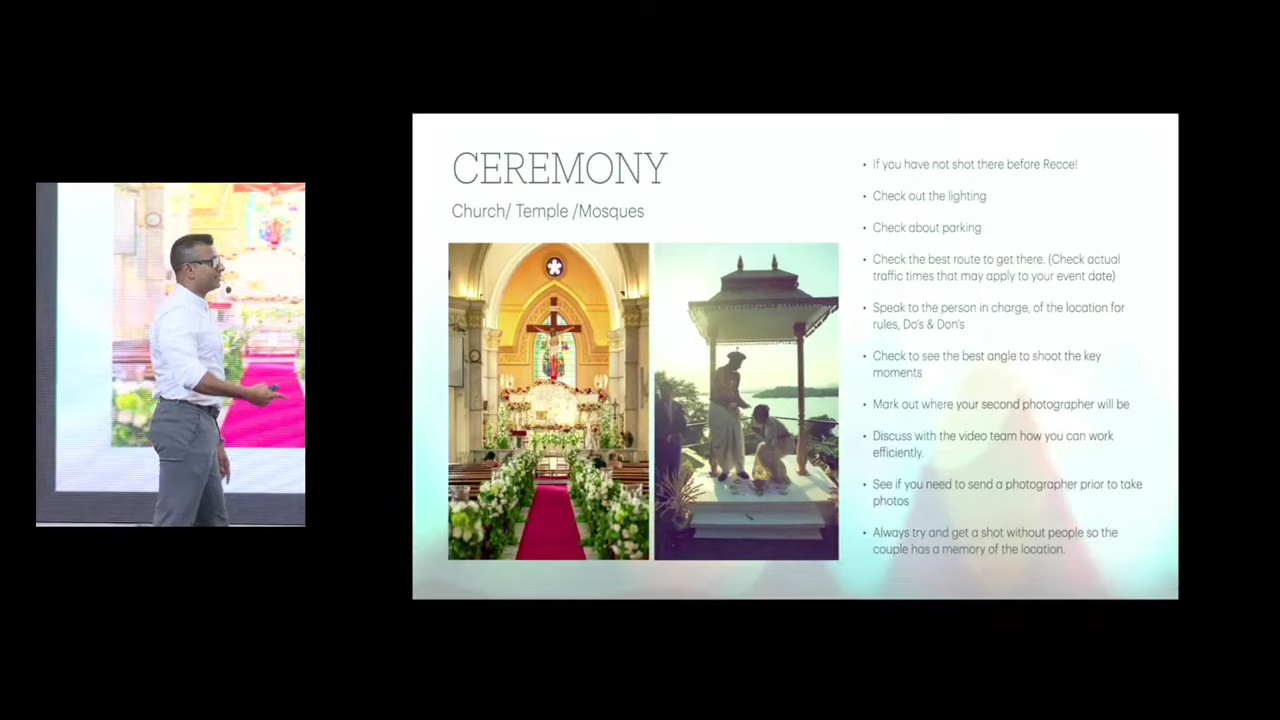 CEREMONY
Church/ Temple /Mosques
• If you have not shot there before Recce!
• Check out the lighting
• Check about parking
• Check the best route to get there. (Check actual
traffic times that may apply to your event date)
• Speak to the person in charge, of the location for
rules, Do's & Don's
• Check to see the best angle to shoot the key
moments
• Mark out where your second photographer will be
• Discuss with the video team how you can work
efficiently.
• See if you need to send a photographer prior to take
photos
• Always try and get a shot without people so the
couple has a memory of the location.